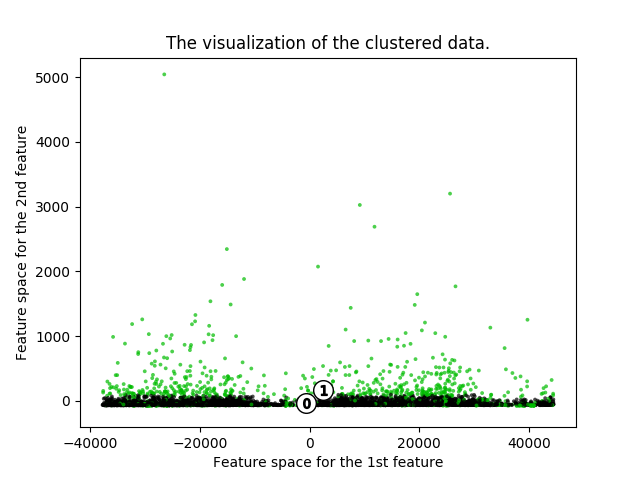 The visualization of the clustered data.
5000
4000
3000
2000
1000
0
Feature space for the 2nd feature
1
0
−40000 −20000 0 20000 40000
Feature space for the 1st feature